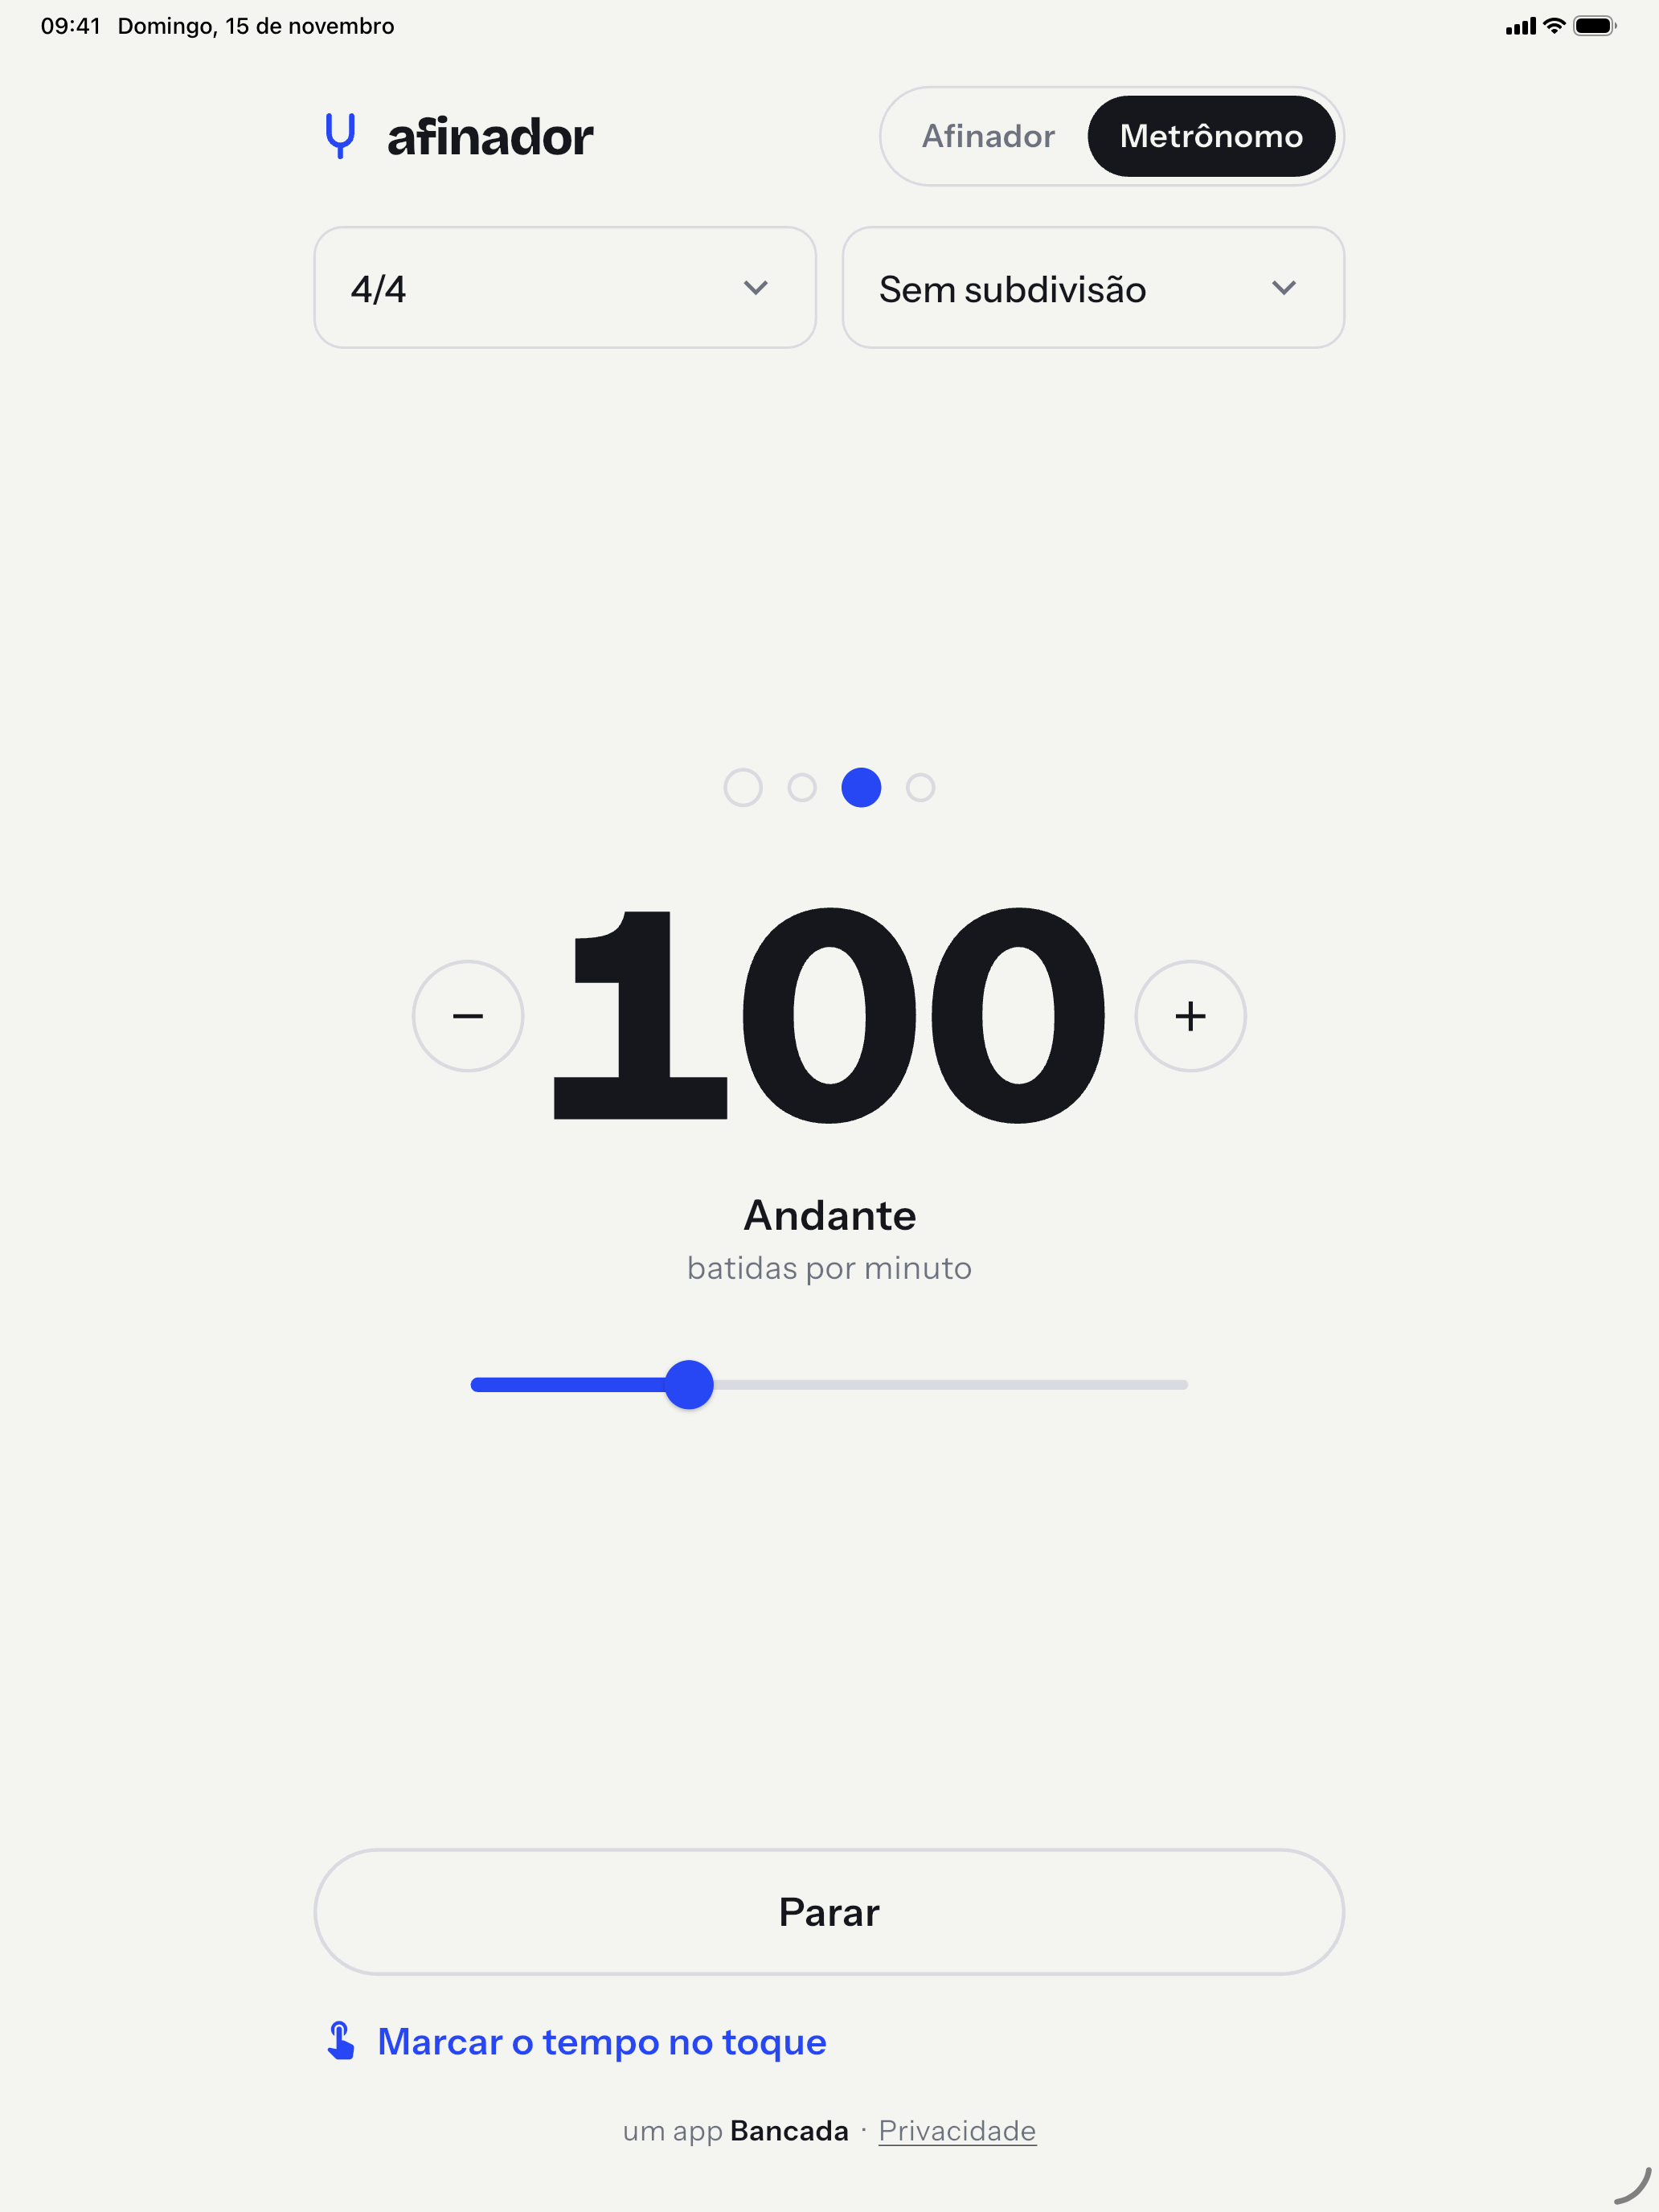 09:41 Domingo, 15 de novembro
afinador
Afinador Metrônomo
4/4
Sem subdivisão
100
Andante
batidas por minuto
Parar
Marcar o tempo no toque
um app Bancada · Privacidade